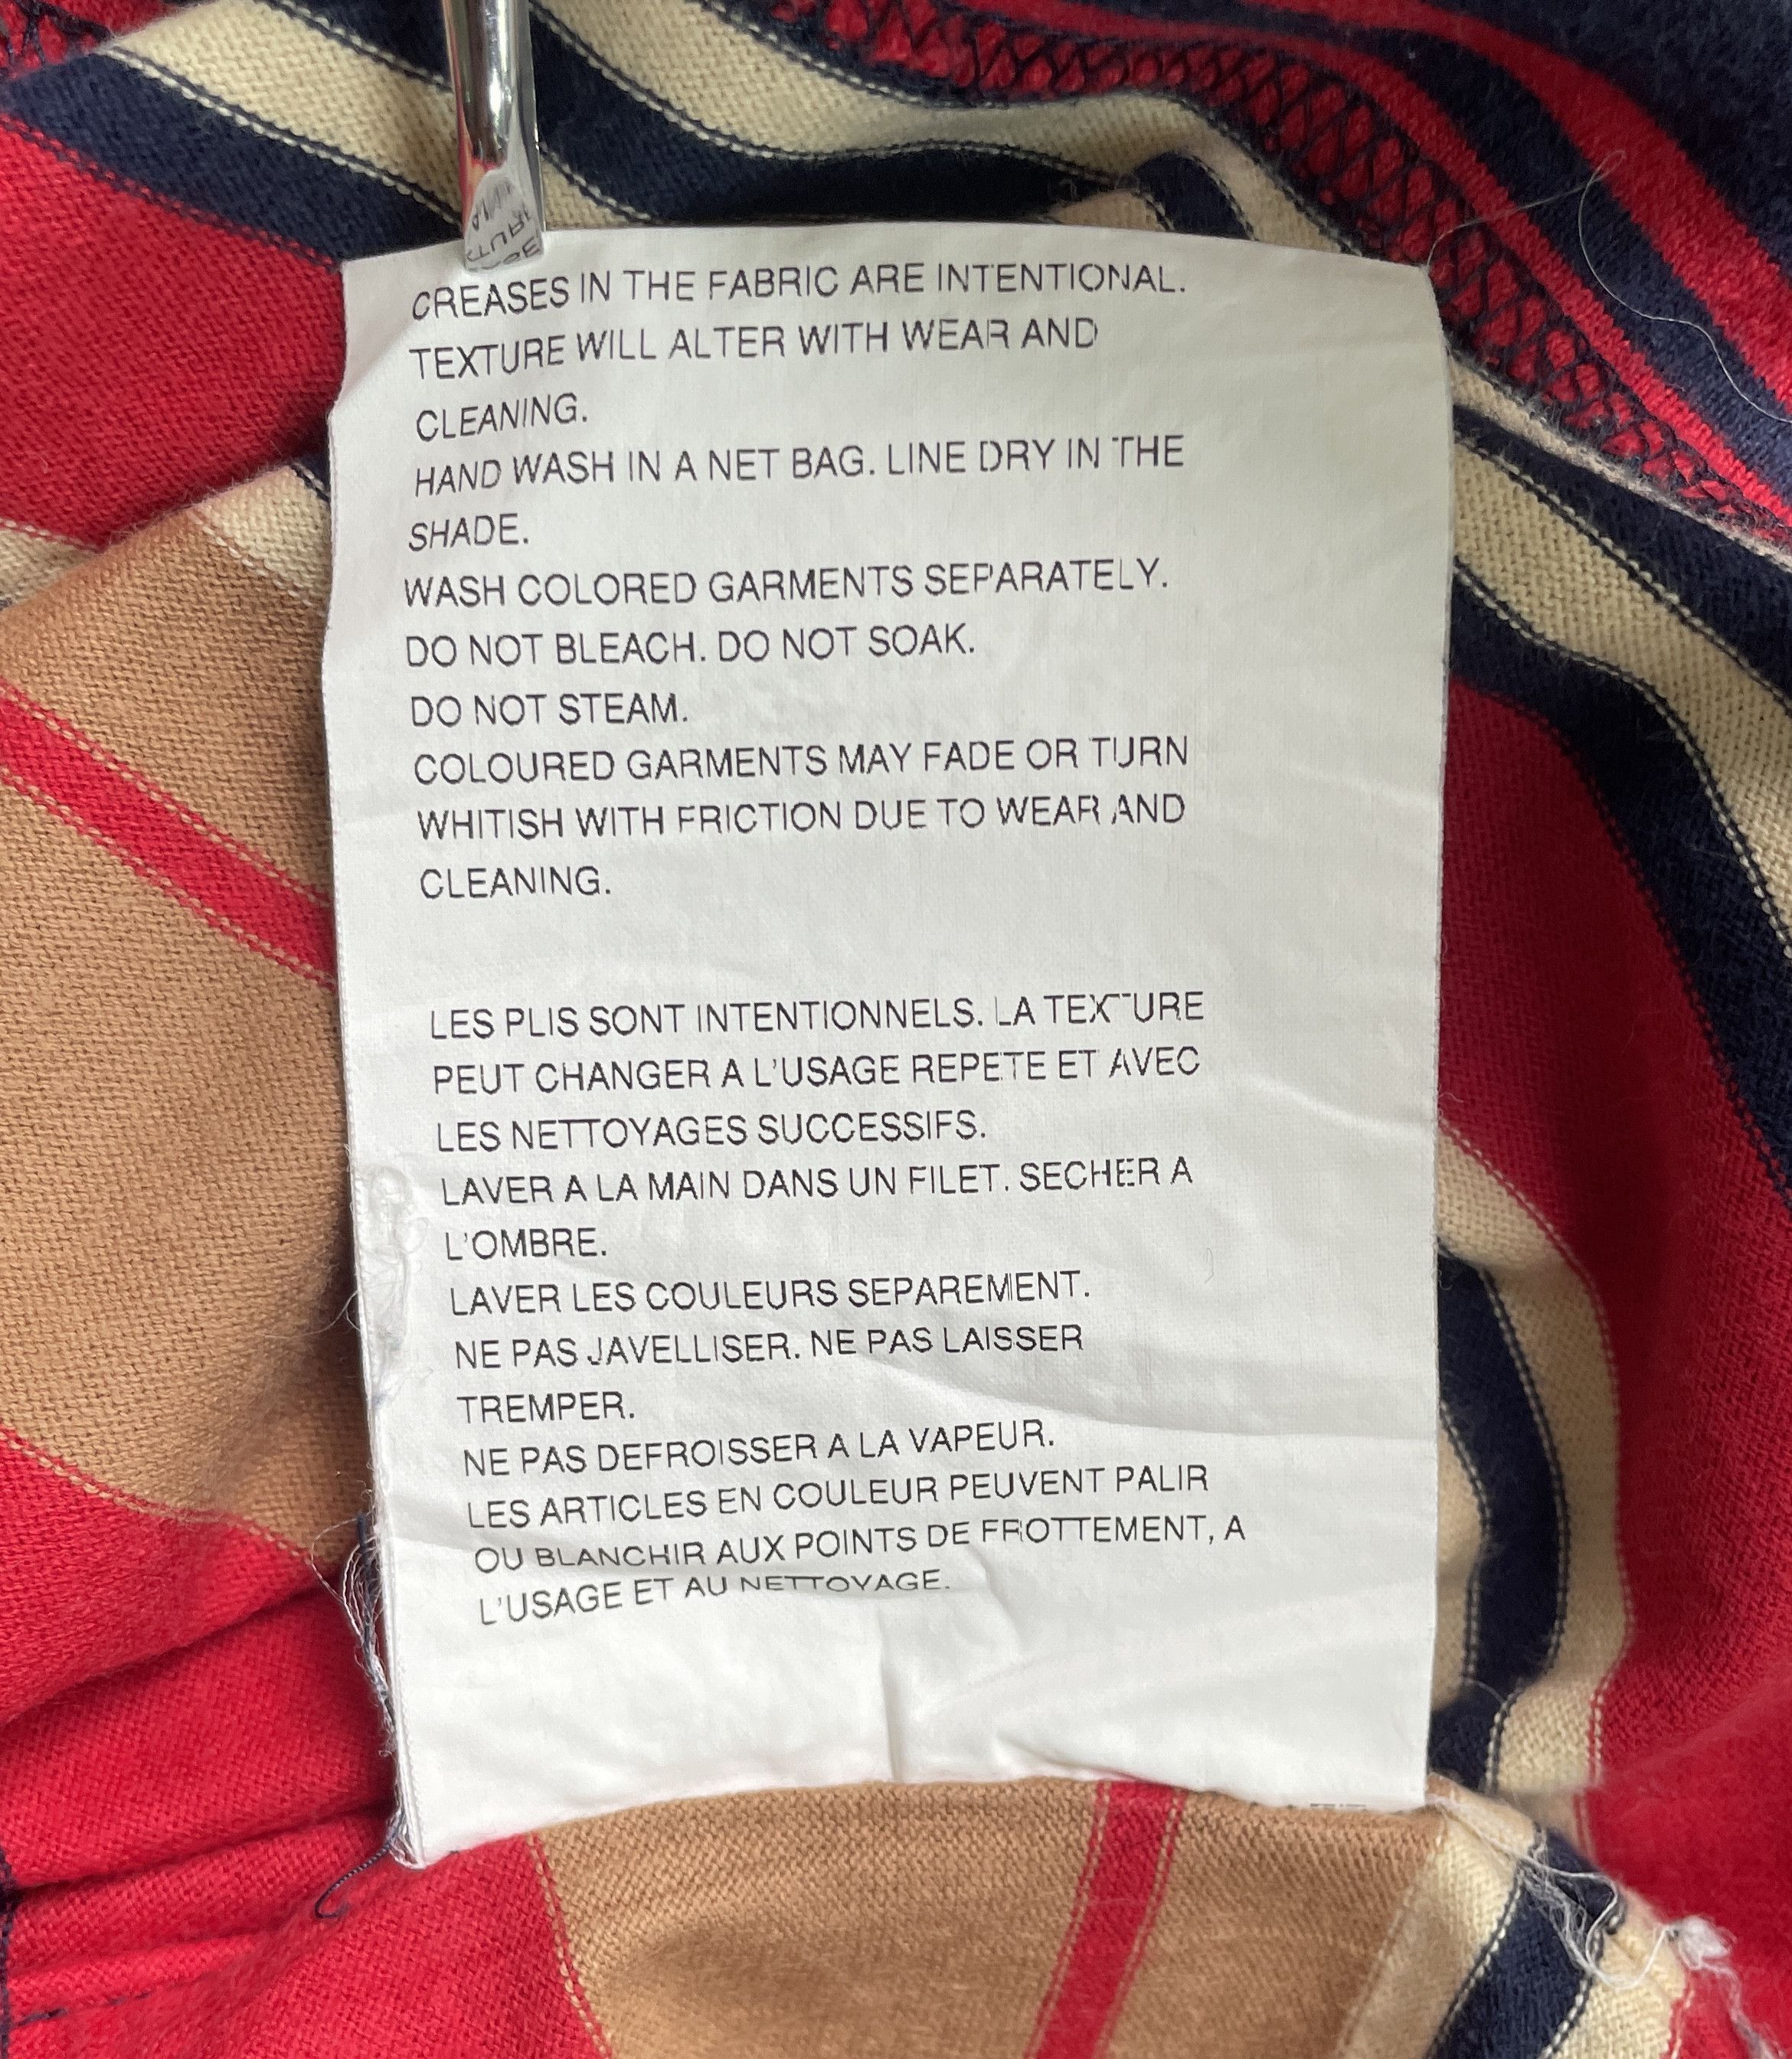 CREASES IN THE FABRIC ARE INTENTIONAL.
TEXTURE WILL ALTER WITH WEAR AND
CLEANING.
HAND WASH IN A NET BAG. LINE DRY IN THE
SHADE.
WASH COLORED GARMENTS SEPARATELY.
DO NOT BLEACH. DO NOT SOAK.
DO NOT STEAM.
COLOURED GARMENTS MAY FADE OR TURN
WHITISH WITH FRICTION DUE TO WEAR AND
CLEANING.
LES PLIS SONT INTENTIONNELS. LA TEXTURE
PEUT CHANGER A L'USAGE REPETE ET AVEC
LES NETTOYAGES SUCCESSIFS.
LAVER A LA MAIN DANS UN FILET. SECHER A
L'OMBRE.
LAVER LES COULEURS SEPAREMENT.
NE PAS JAVELLISER. NE PAS LAISSER
TREMPER.
NE PAS DEFROISSER A LA VAPEUR.
LES ARTICLES EN COULEUR PEUVENT PALIR
OU BLANCHIR AUX POINTS DE FROTTEMENT, A
L'USAGE ET AU NETTOYAGE.